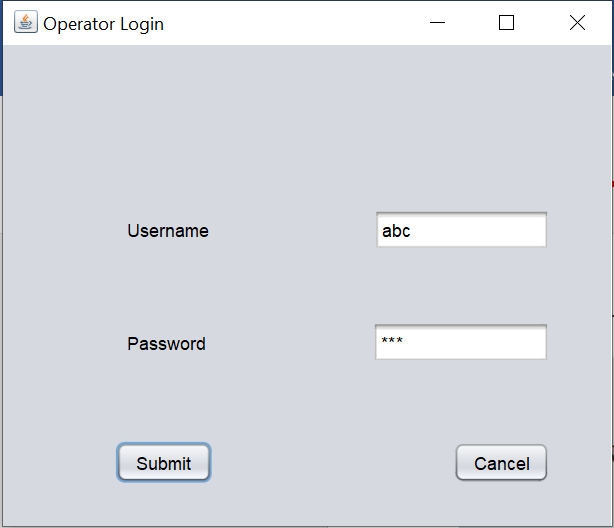 Operator Login
Username abc
Password ***
Submit Cancel